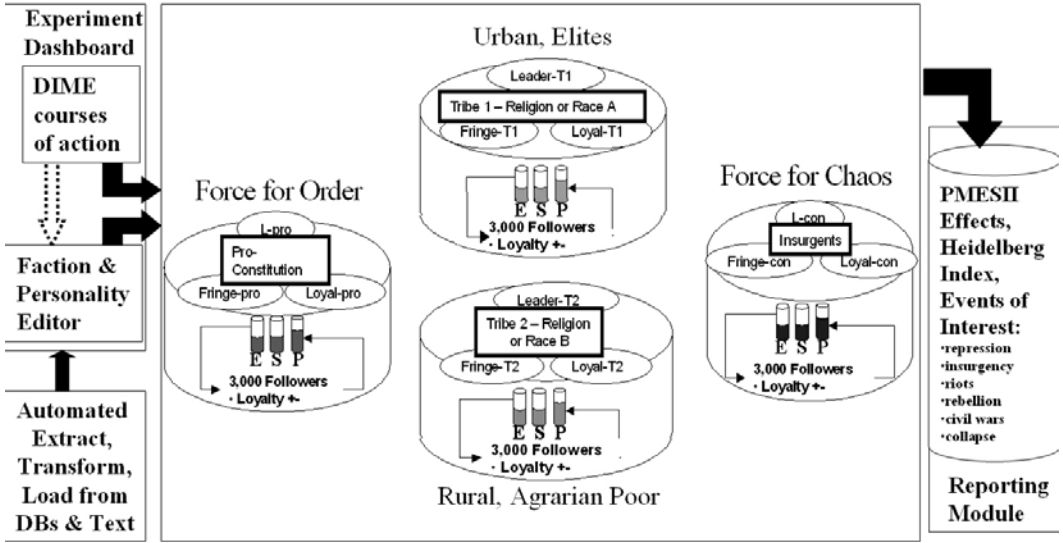 Experiment
Dashboard
DIME
courses
of action
Faction &
Personality
Editor
Automated
Extract,
Transform,
Load from
DBs & Text
Urban, Elites
Leader-T1
Tribe 1 – Religion or Race A
Fringe-T1
Loyal-T1
E S P
3,000 Followers
· Loyalty +-
Force for Order
L-pro
Pro-
Constitution
Fringe-pro
Loyal-pro
E S P
3,000 Followers
· Loyalty +-
Leader-T2
Tribe 2 – Religion
or Race B
Fringe-T2
Loyal-T2
E S P
3,000 Followers
· Loyalty +-
Rural, Agrarian Poor
Force for Chaos
L-con
Insurgents
Fringe-con
Loyal-con
E S P
3,000 Followers
· Loyalty +-
PMESII
Effects,
Heidelberg
Index,
Events of
Interest:
·repression
·insurgency
·riots
·rebellion
·civil wars
·collapse
Reporting
Module